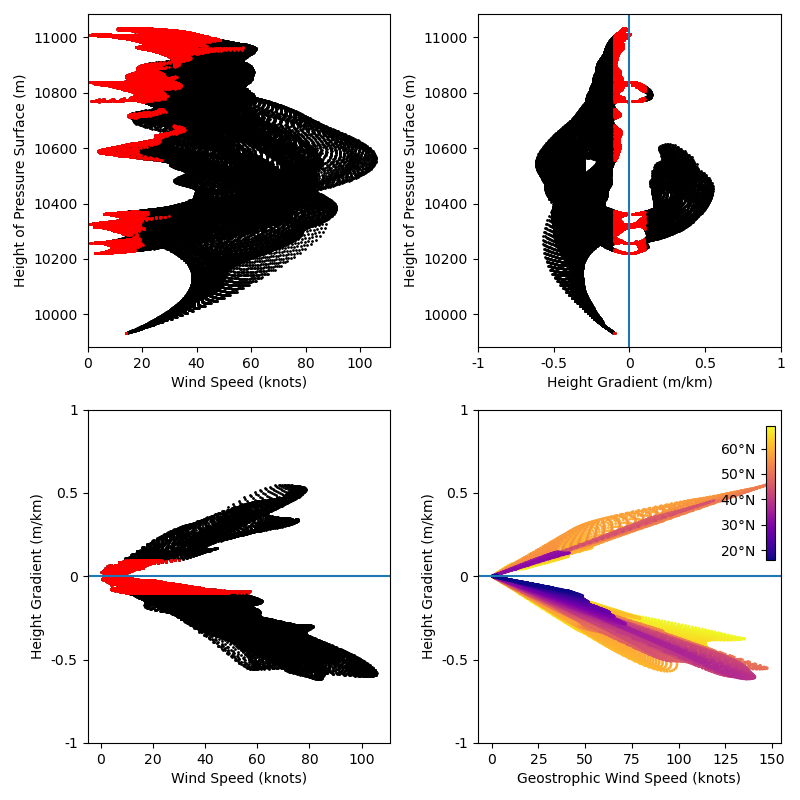 11000
10800
10600
10400
10200
10000
Height of Pressure Surface (m)
0 20 40 60 80 100
Wind Speed (knots)
11000
10800
10600
10400
10200
10000
Height of Pressure Surface (m)
-1 -0.5 0 0.5 1
Height Gradient (m/km)
1
0.5
0
-0.5
-1
Height Gradient (m/km)
0 20 40 60 80 100
Wind Speed (knots)
1
0.5
0
-0.5
-1
Height Gradient (m/km)
60°N
50°N
40°N
30°N
20°N
0 25 50 75 100 125 150
Geostrophic Wind Speed (knots)